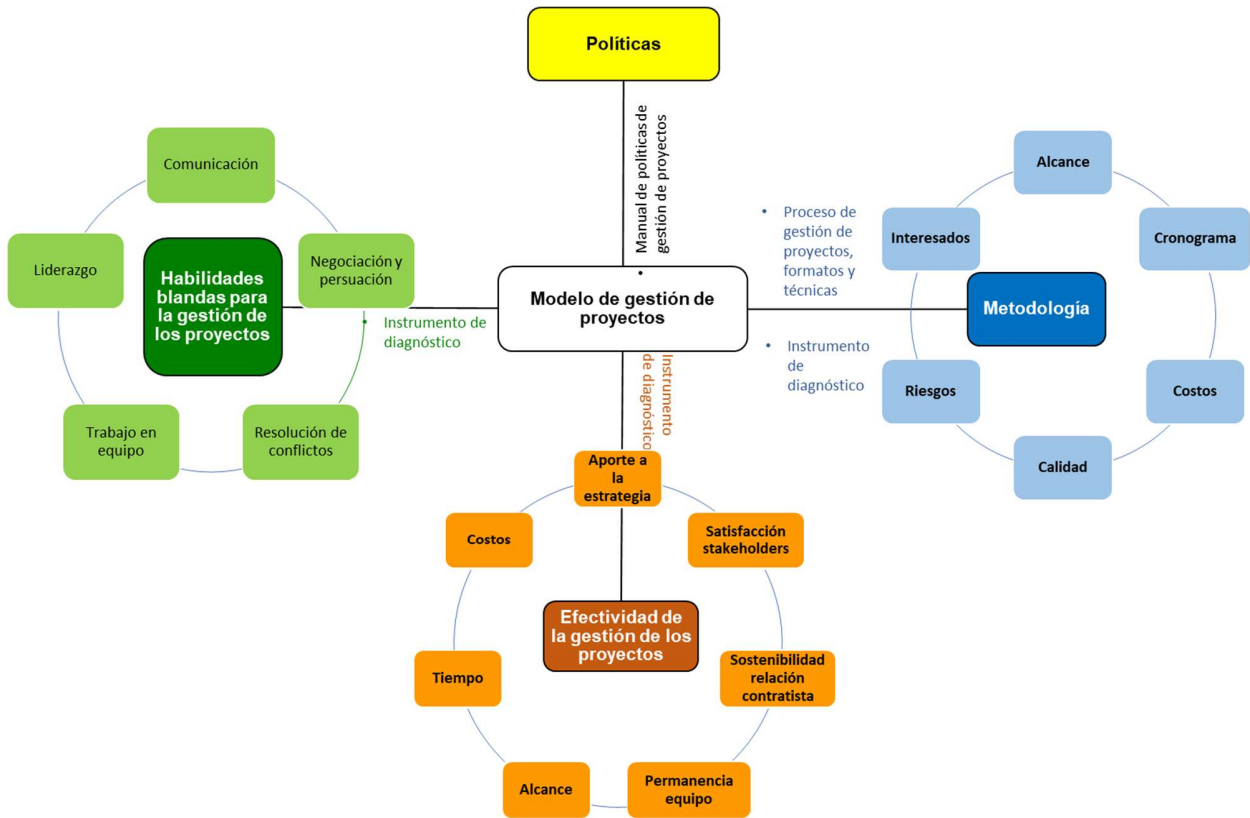 Políticas
• Manual de políticas de
gestión de proyectos
Modelo de gestión de
proyectos
Comunicación
Liderazgo
Negociación y
persuación
Habilidades
blandas para
la gestión de
los proyectos
• Instrumento de
diagnóstico
Trabajo en
equipo
Resolución de
conflictos
• Proceso de
gestión de
proyectos,
formatos y
técnicas
• Instrumento
de
diagnóstico
Alcance
Interesados
Cronograma
Metodología
Riesgos
Costos
Calidad
Instrumento
de diagnóstico
Aporte a
la
estrategia
Costos
Satisfacción
stakeholders
Efectividad de
la gestión de los
proyectos
Tiempo
Sostenibilidad
relación
contratista
Alcance
Permanencia
equipo